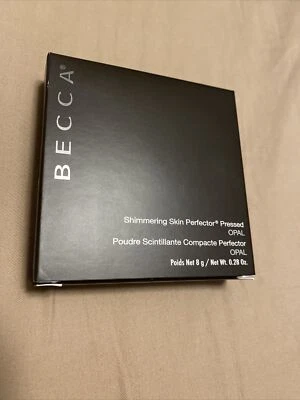 BECCA®
Shimmering Skin Perfector® Pressed
OPAL
Poudre Scintillante Compacte Perfector
OPAL
Poids Net 8 g / Net Wt. 0.28 Oz.